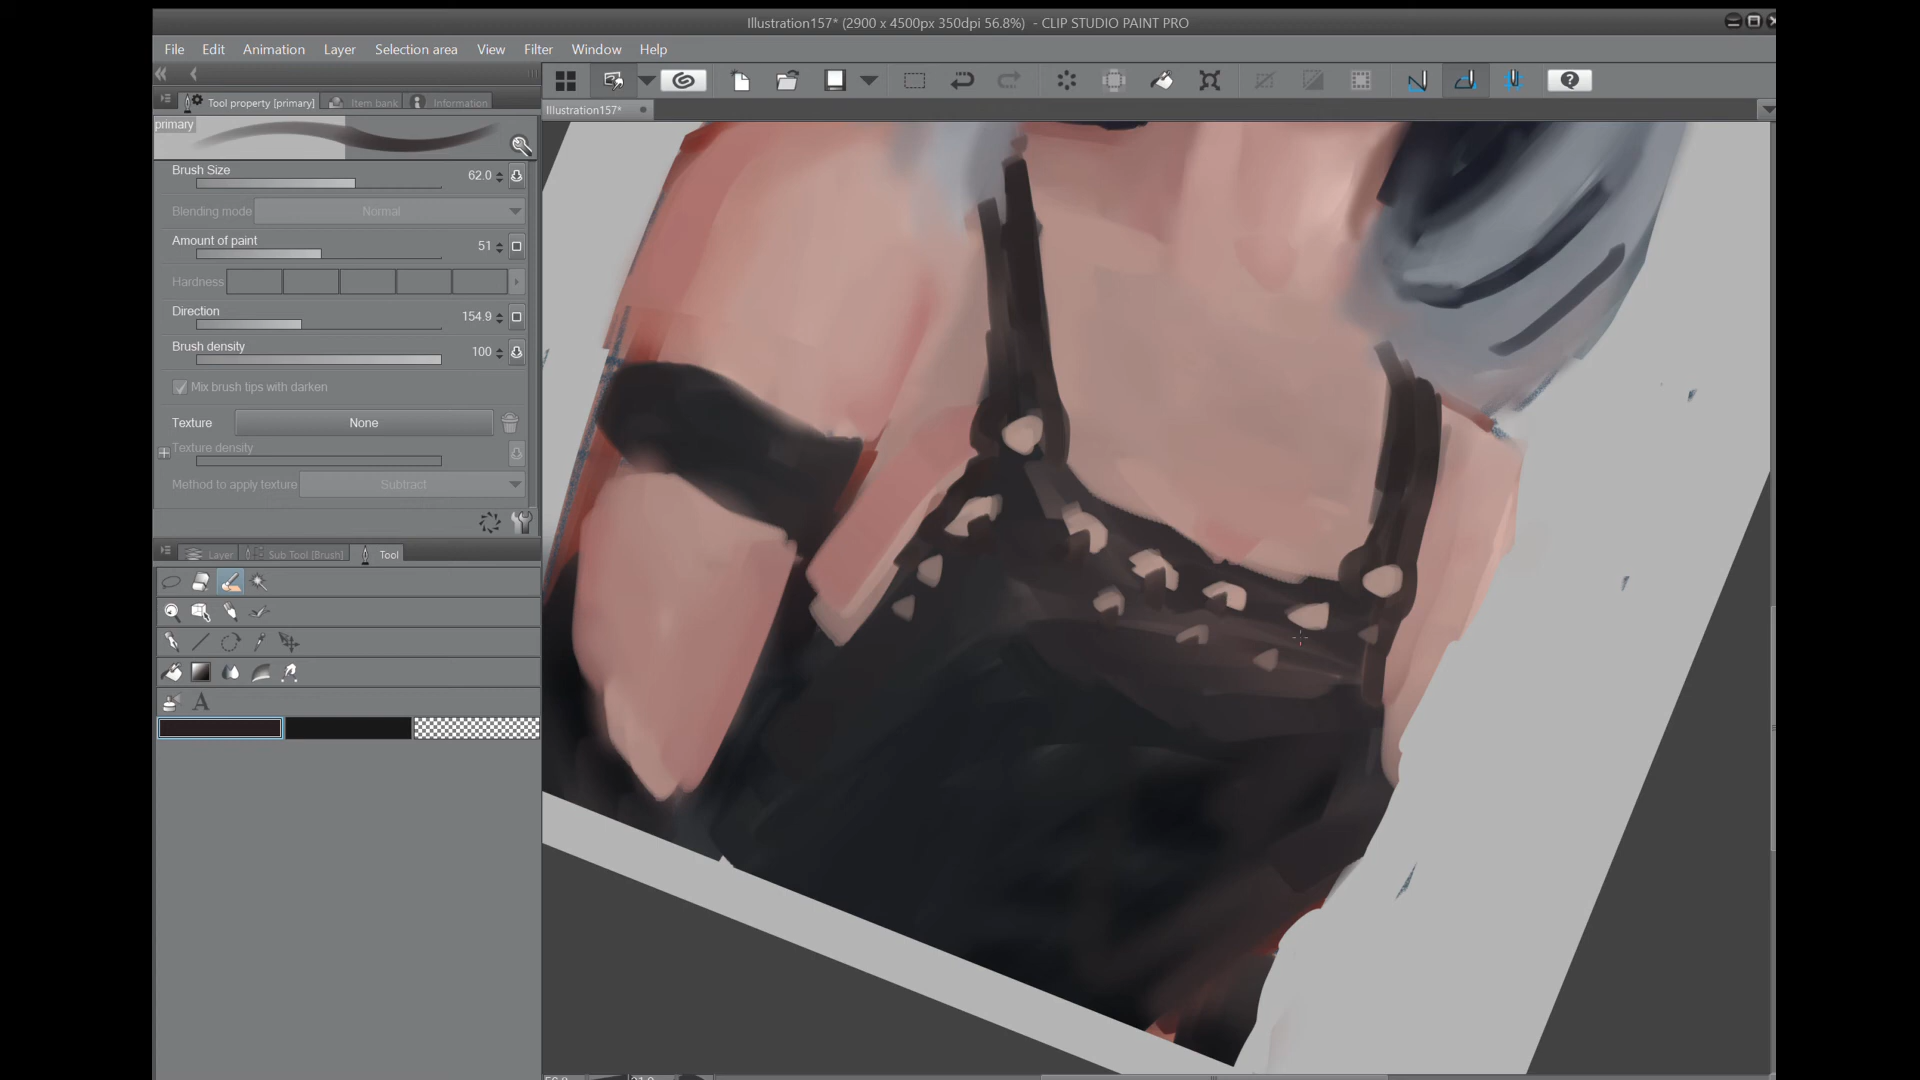 Illustration157* (2900 x 4500px 350dpi 56.8%) - CLIP STUDIO PAINT PRO
File Edit Animation Layer Selection area View Filter Window Help
Tool property [primary] Item bank Information
Illustration157*
primary
Brush Size 62.0
Blending mode Normal
Amount of paint 51
Hardness
Direction 154.9
Brush density 100
Mix brush tips with darken
Texture None
Texture density
Method to apply texture Subtract
Layer Sub Tool [Brush] Tool
A